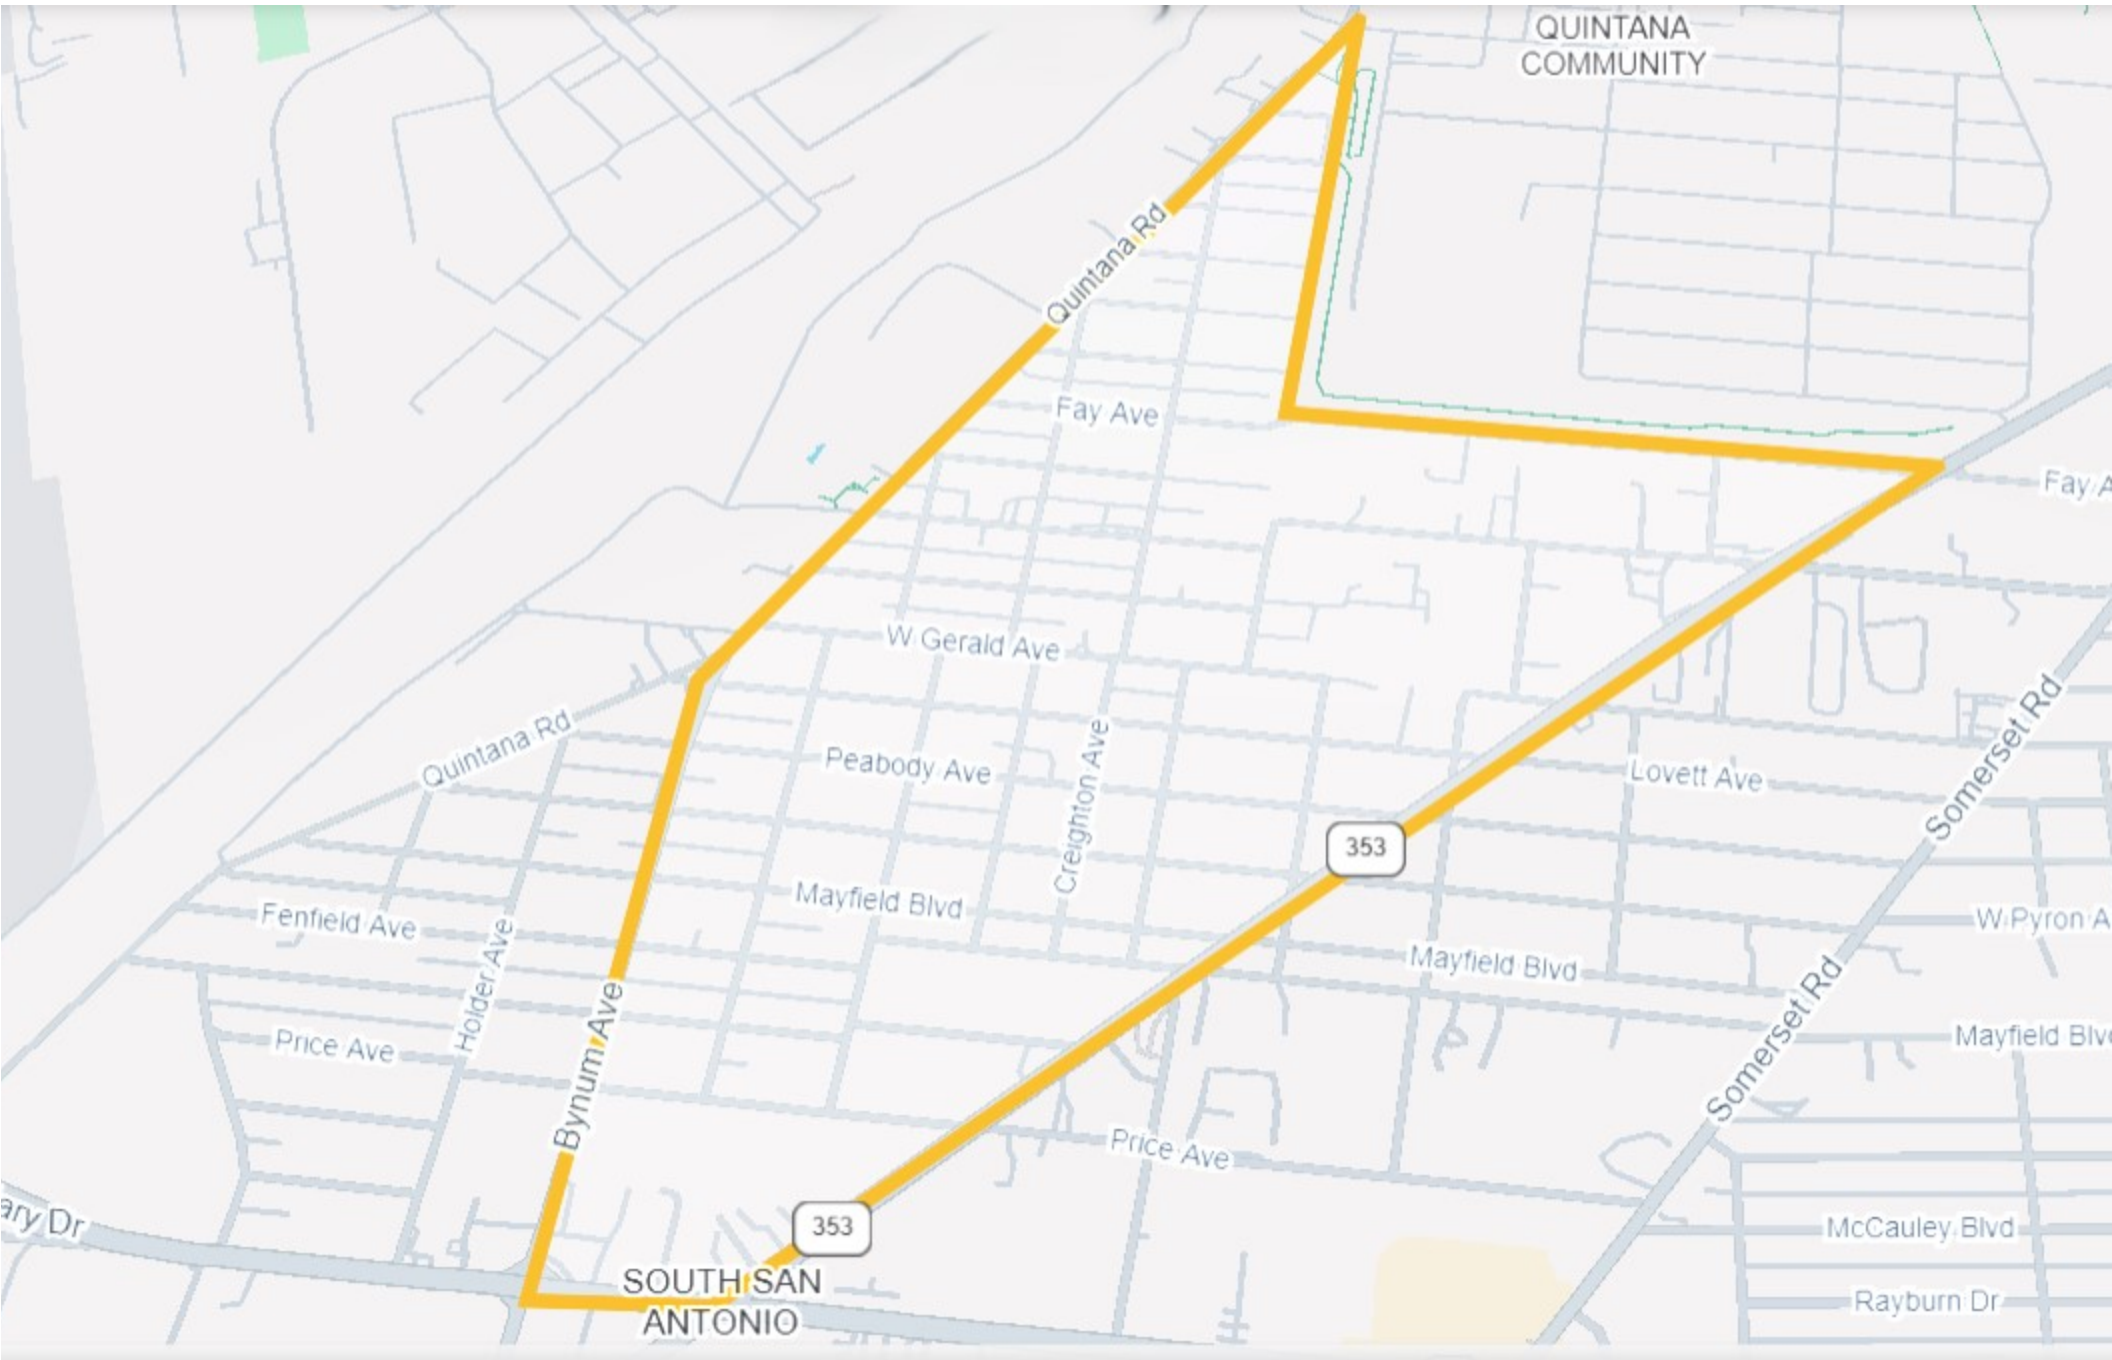 QUINTANA
COMMUNITY
Quintana Rd
Fay Ave
Fay A
W Gerald Ave
Quintana Rd
Peabody Ave
Creighton Ave
Lovett Ave
Somerset Rd
353
Mayfield Blvd
Fenfield Ave
Holder Ave
W Pyron A
Mayfield Blvd
Somerset Rd
Bynum Ave
Price Ave
Mayfield Blv
Price Ave
ary Dr
353
McCauley Blvd
SOUTH SAN
ANTONIO
Rayburn Dr